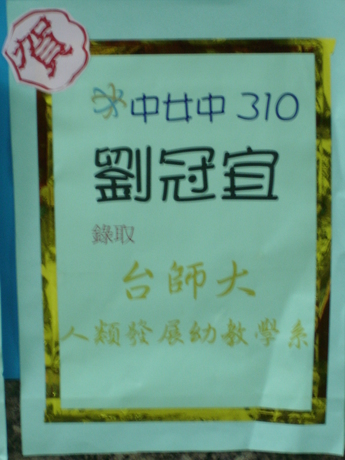 賀
中女中 310
劉冠宜
錄取
台師大
人類發展幼教學系